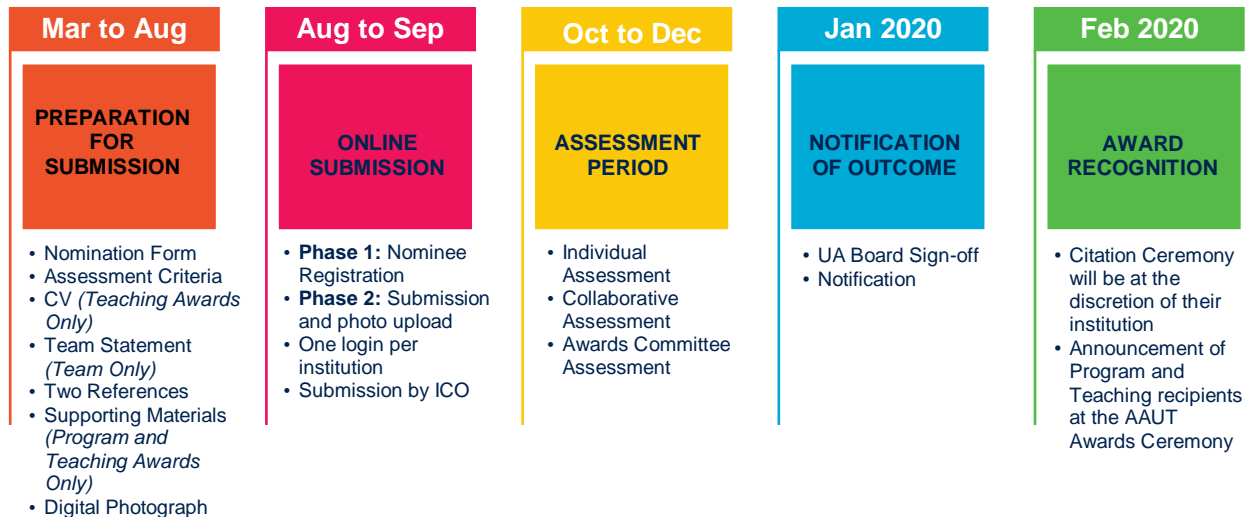 Mar to Aug
PREPARATION
FOR
SUBMISSION
• Nomination Form
• Assessment Criteria
• CV (Teaching Awards
Only)
• Team Statement
(Team Only)
• Two References
• Supporting Materials
(Program and
Teaching Awards
Only)
• Digital Photograph
Aug to Sep
ONLINE
SUBMISSION
• Phase 1: Nominee
Registration
• Phase 2: Submission
and photo upload
• One login per
institution
• Submission by ICO
Oct to Dec
ASSESSMENT
PERIOD
• Individual
Assessment
• Collaborative
Assessment
• Awards Committee
Assessment
Jan 2020
NOTIFICATION
OF OUTCOME
• UA Board Sign-off
• Notification
Feb 2020
AWARD
RECOGNITION
• Citation Ceremony
will be at the
discretion of their
institution
• Announcement of
Program and
Teaching recipients
at the AAUT
Awards Ceremony